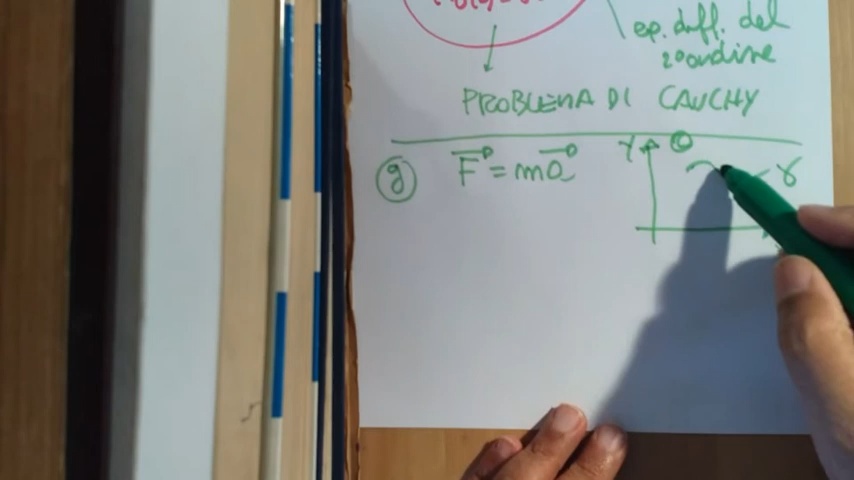 eq. diff. del
2° ordine
PROBLEMA DI CAUCHY
g F = ma Y C γ